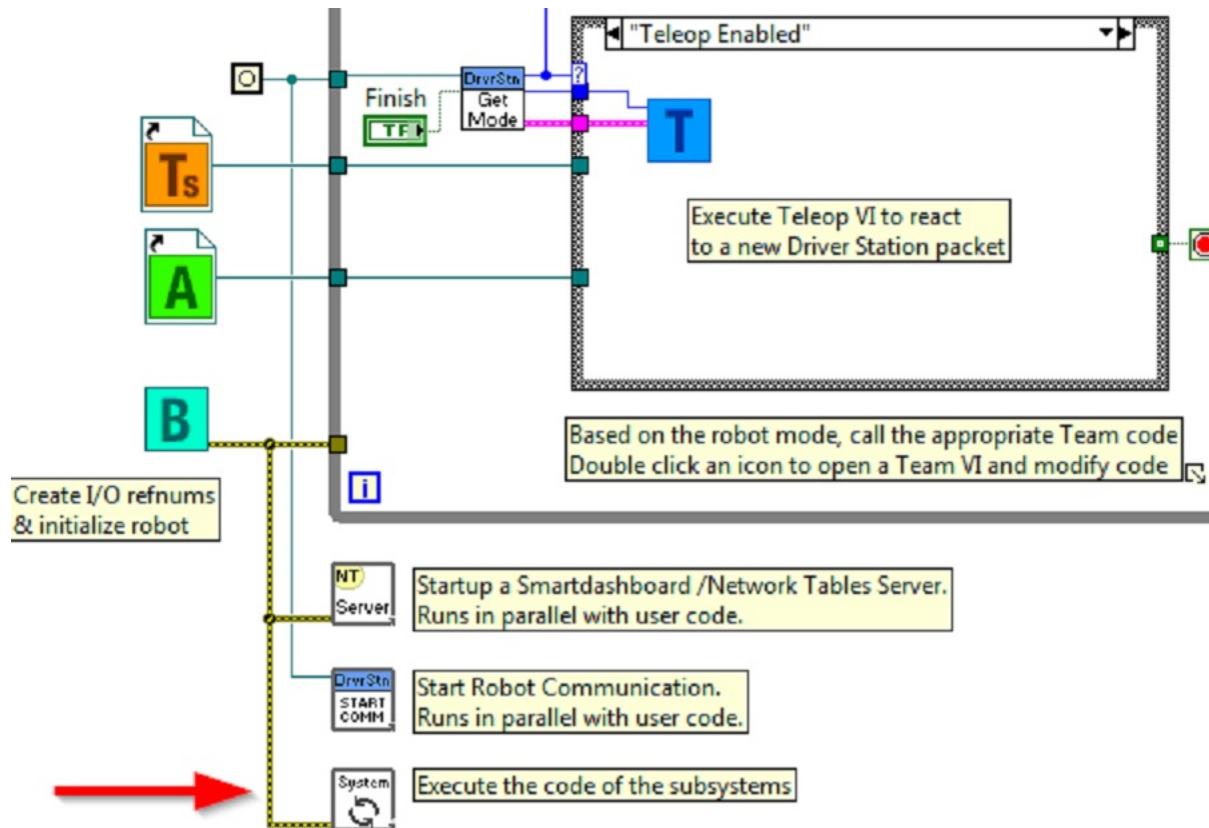 "Teleop Enabled"
DrvrStn
Get
Mode
?
Finish
TF
T
Ts
Execute Teleop VI to react
to a new Driver Station packet
A
B
Based on the robot mode, call the appropriate Team code
Double click an icon to open a Team VI and modify code
i
Create I/O refnums
& initialize robot
NT
Server
Startup a Smartdashboard /Network Tables Server.
Runs in parallel with user code.
DrvrStn
START
COMM
Start Robot Communication.
Runs in parallel with user code.
System
Execute the code of the subsystems